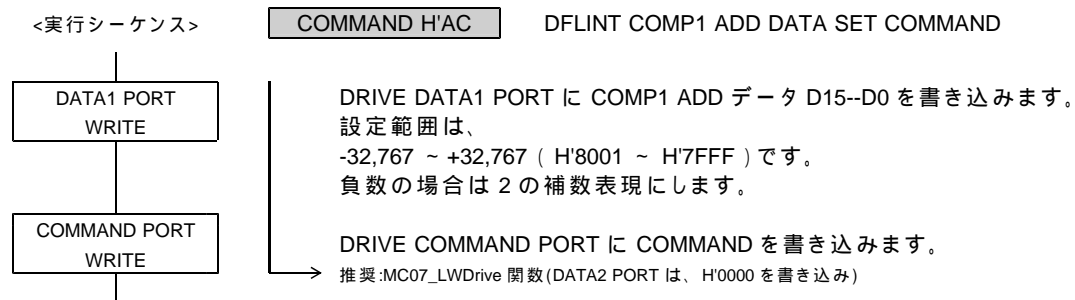 <実行シーケンス>
COMMAND H'AC
DFLINT COMP1 ADD DATA SET COMMAND
DATA1 PORT
WRITE
DRIVE DATA1 PORT に COMP1 ADD データ D15--D0 を書き込みます。
設定範囲は、
-32,767 ~ +32,767 ( H'8001 ~ H'7FFF )です。
負数の場合は 2 の補数表現にします。
COMMAND PORT
WRITE
DRIVE COMMAND PORT に COMMAND を書き込みます。
推奨:MC07_LWDrive 関数(DATA2 PORT は、H'0000 を書き込み)